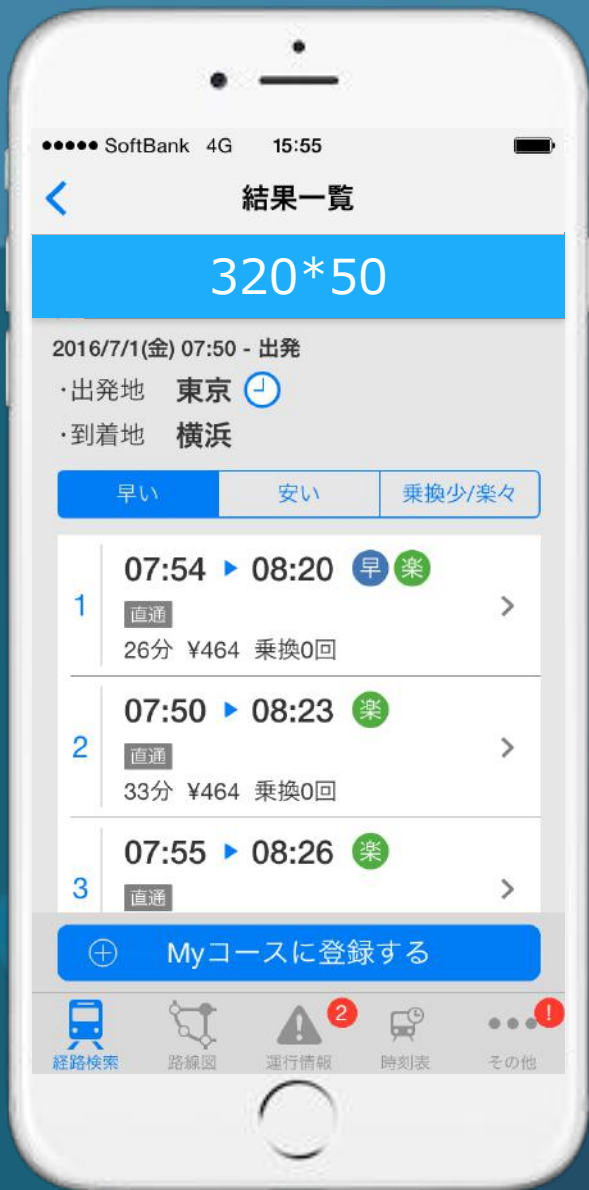 SoftBank 4G 15:55
結果一覧
320*50
2016/7/1(金) 07:50 - 出発
・出発地 東京
・到着地 横浜
早い 安い 乗換少/楽々
1 07:54 ▶ 08:20 早 楽
直通
26分 ¥464 乗換0回
2 07:50 ▶ 08:23 楽
直通
33分 ¥464 乗換0回
3 07:55 ▶ 08:26 楽
直通
Myコースに登録する
2 !
経路検索 路線図 運行情報 時刻表 その他